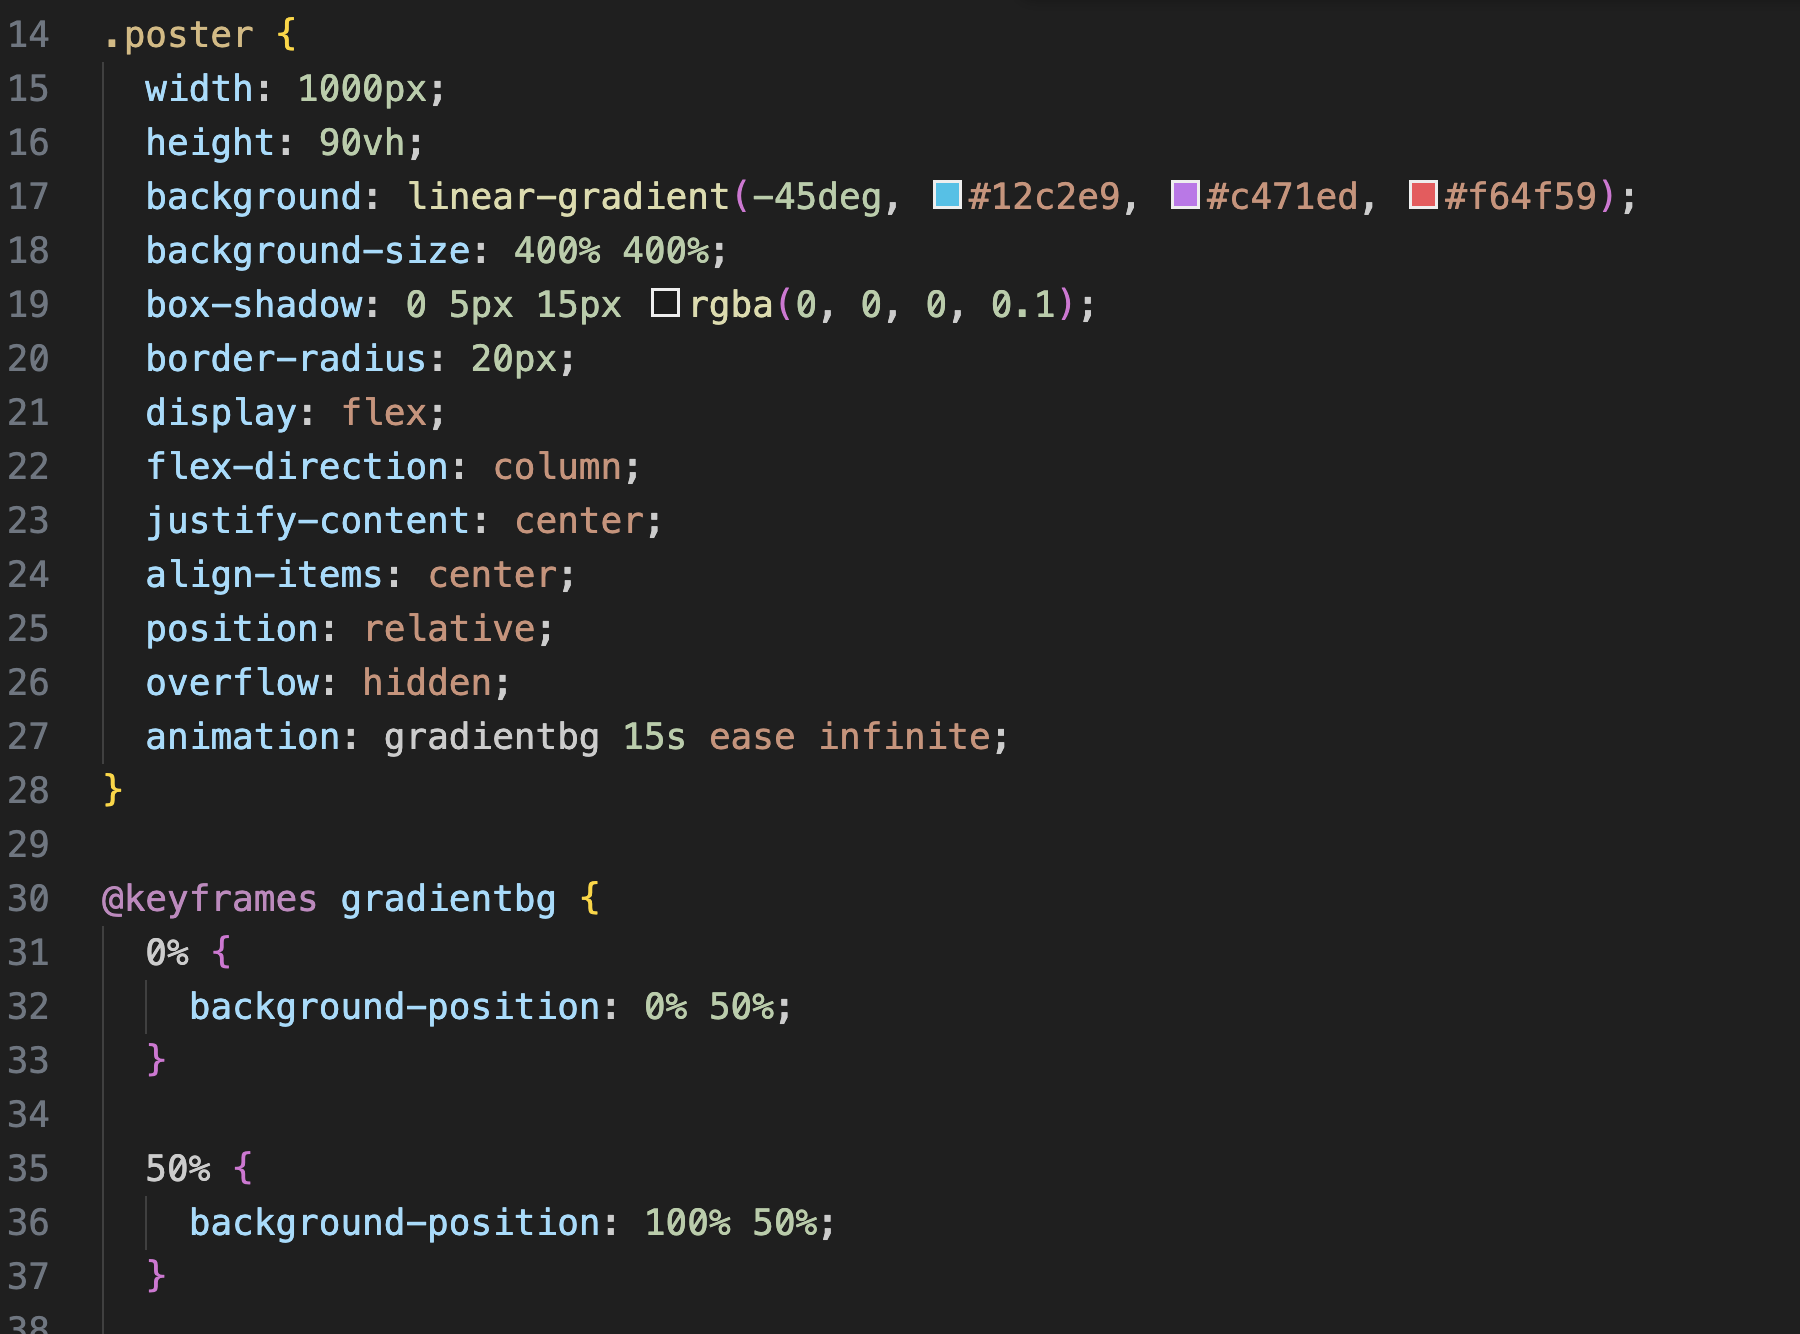 14 .poster {
15 width: 1000px;
16 height: 90vh;
17 background: linear-gradient(-45deg, #12c2e9, #c471ed, #f64f59);
18 background-size: 400% 400%;
19 box-shadow: 0 5px 15px rgba(0, 0, 0, 0.1);
20 border-radius: 20px;
21 display: flex;
22 flex-direction: column;
23 justify-content: center;
24 align-items: center;
25 position: relative;
26 overflow: hidden;
27 animation: gradientbg 15s ease infinite;
28 }
29
30 @keyframes gradientbg {
31 0% {
32 background-position: 0% 50%;
33 }
34
35 50% {
36 background-position: 100% 50%;
37 }
38